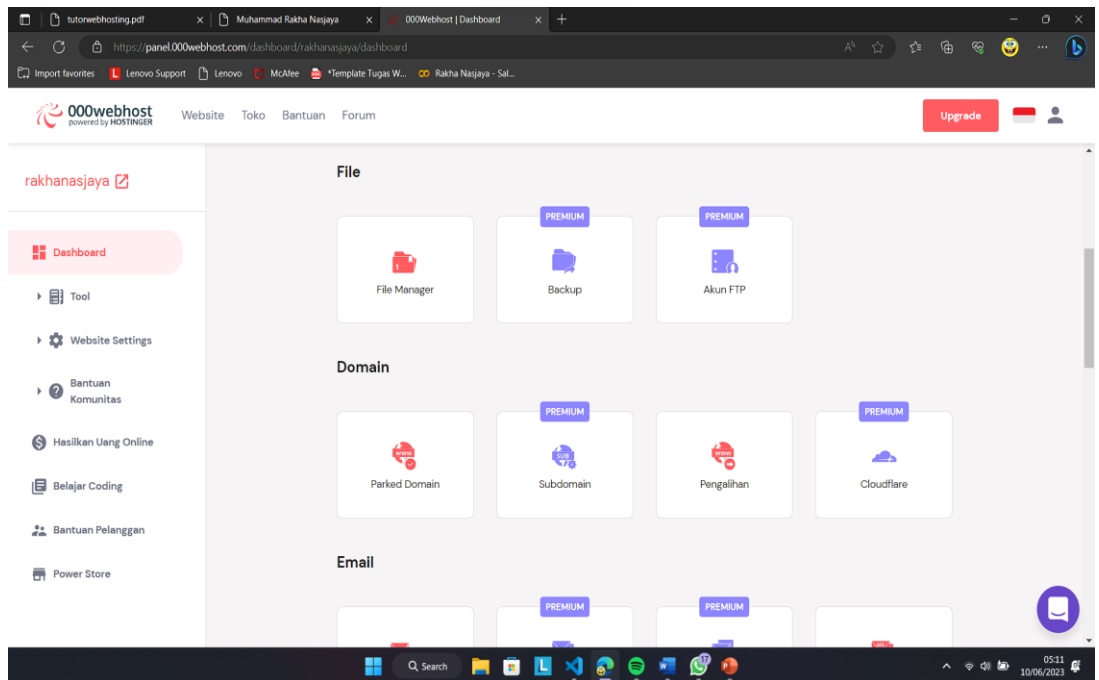 tutorwebhosting.pdf
Muhammad Rakha Nasjaya
000Webhost | Dashboard
https://panel.000webhost.com/dashboard/rakhanasjaya/dashboard
Import favorites
Lenovo Support
Lenovo
McAfee
*Template Tugas W...
Rakha Nasjaya - Sal...
000webhost
powered by HOSTINGER
Website
Toko
Bantuan
Forum
Upgrade
rakhanasjaya
Dashboard
Tool
Website Settings
Bantuan
Komunitas
Hasilkan Uang Online
Belajar Coding
Bantuan Pelanggan
Power Store
File
File Manager
PREMIUM
Backup
PREMIUM
Akun FTP
Domain
Parked Domain
PREMIUM
Subdomain
Pengalihan
PREMIUM
Cloudflare
Email
PREMIUM
PREMIUM
Search
17
05:11
10/06/2023